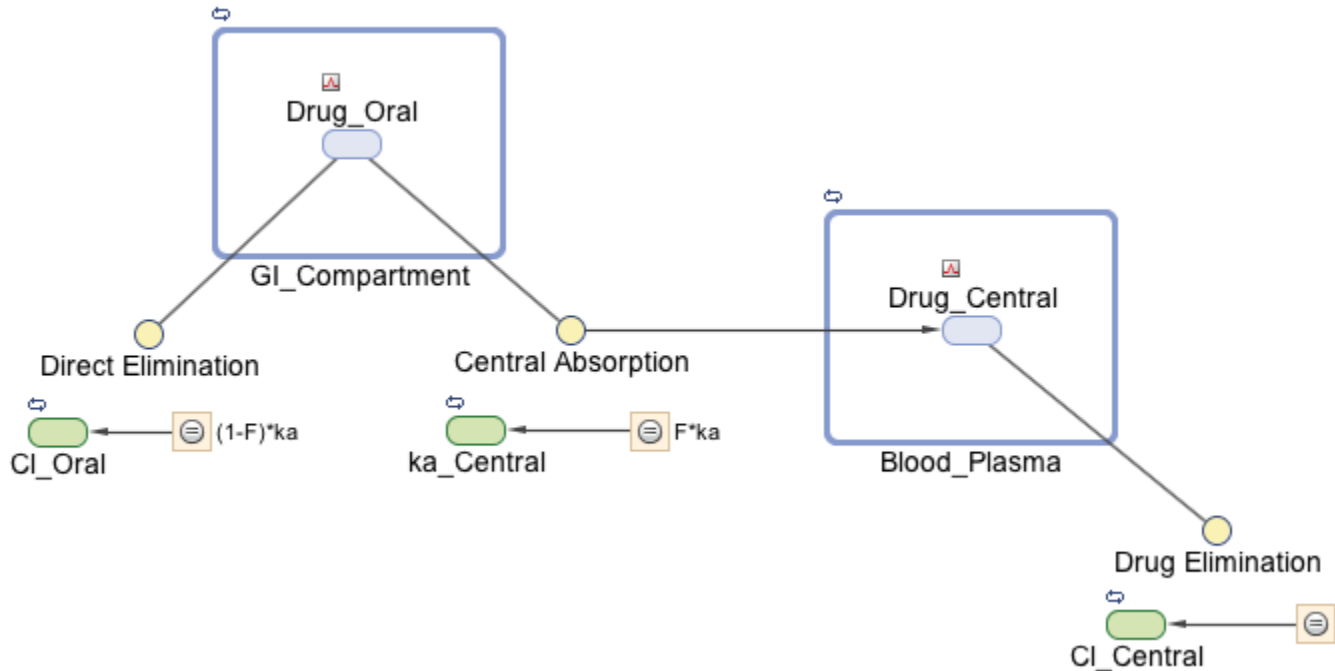 Drug_Oral
GI_Compartment
Drug_Central
Direct Elimination
Central Absorption
(1-F)*ka
F*ka
Cl_Oral
ka_Central
Blood_Plasma
Drug Elimination
Cl_Central